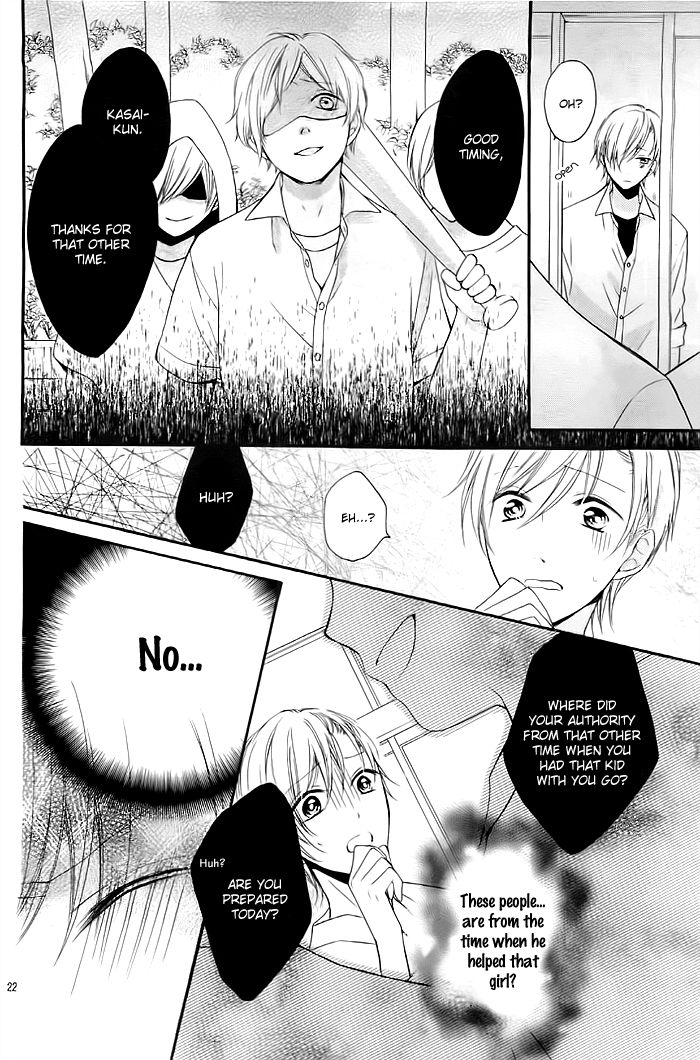 OH?
open
GOOD
TIMING,
KASAI-
KUN.
THANKS FOR
THAT OTHER
TIME.
EH...?
HUH?
WHERE DID
YOUR AUTHORITY
FROM THAT OTHER
TIME WHEN YOU
HAD THAT KID
WITH YOU GO?
No...
Huh?
ARE YOU
PREPARED
TODAY?
These people...
are from the
time when he
helped that
girl?
22